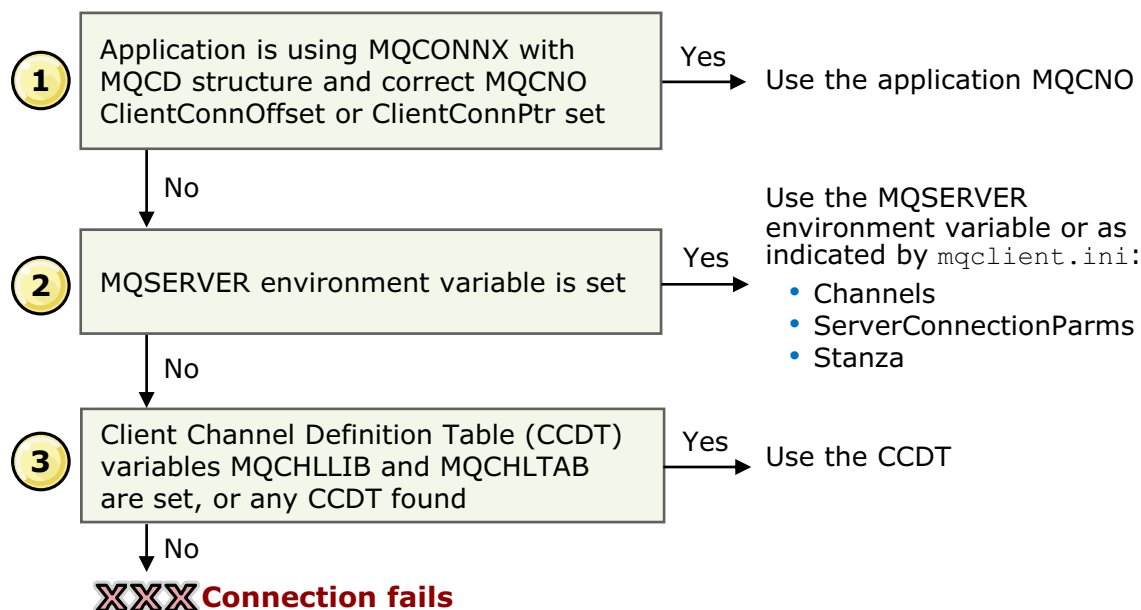 1
Application is using MQCONNX with
MQCD structure and correct MQCNO
ClientConnOffset or ClientConnPtr set
Yes
Use the application MQCNO
No
2
MQSERVER environment variable is set
Yes
Use the MQSERVER
environment variable or as
indicated by mqclient.ini:
• Channels
• ServerConnectionParms
• Stanza
No
3
Client Channel Definition Table (CCDT)
variables MQCHLLIB and MQCHLTAB
are set, or any CCDT found
Yes
Use the CCDT
No
XXX Connection fails